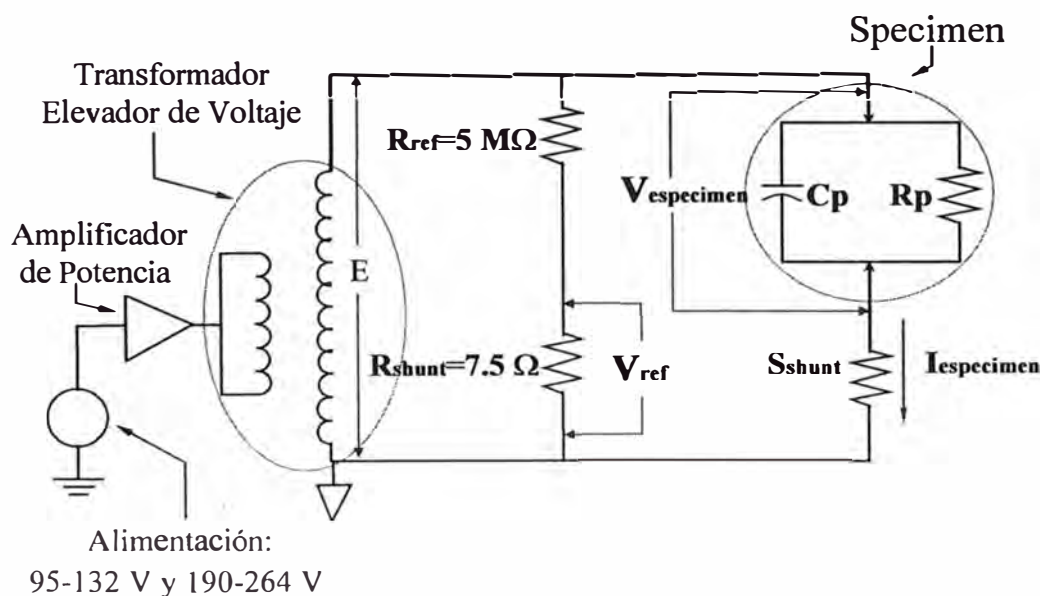 Specimen
Transformador
Elevador de Voltaje
Rref=5 MΩ
Vespecimen
Cp
Rp
Amplificador
de Potencia
E
Rshunt=7.5 Ω
Vref
Sshunt
Iespecimen
Alimentación:
95-132 V y 190-264 V